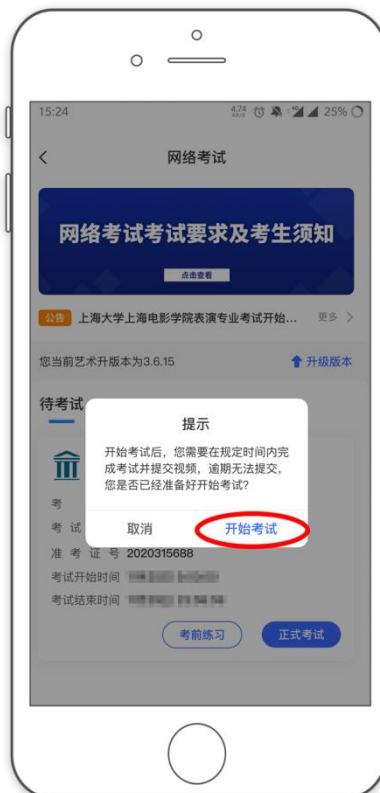 15:24
4.74
KB/S
4G
25%
网络考试
网络考试考试要求及考生须知
点击查看
公告 上海大学上海电影学院表演专业考试开始... 更多
您当前艺术升版本为3.6.15 升级版本
待考试
提示
开始考试后，您需要在规定时间内完
成考试并提交视频，逾期无法提交，
您是否已经准备好开始考试?
取消 开始考试
考
考 试
准 考 证 号 2020315688
考试开始时间
考试结束时间
考前练习 正式考试